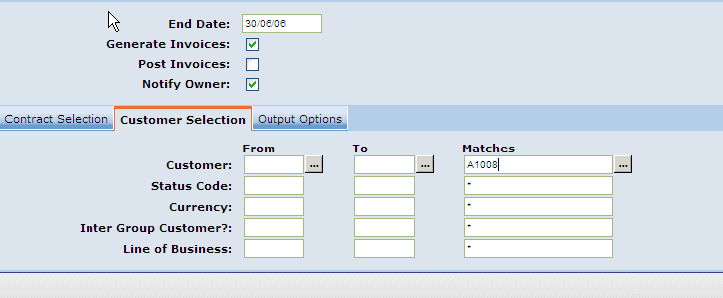 End Date: 30/06/06
Generate Invoices:
Post Invoices:
Notify Owner:
Contract Selection Customer Selection Output Options
From To Matches
Customer: ... ... A1008 ...
Status Code: *
Currency: *
Inter Group Customer?: *
Line of Business: *